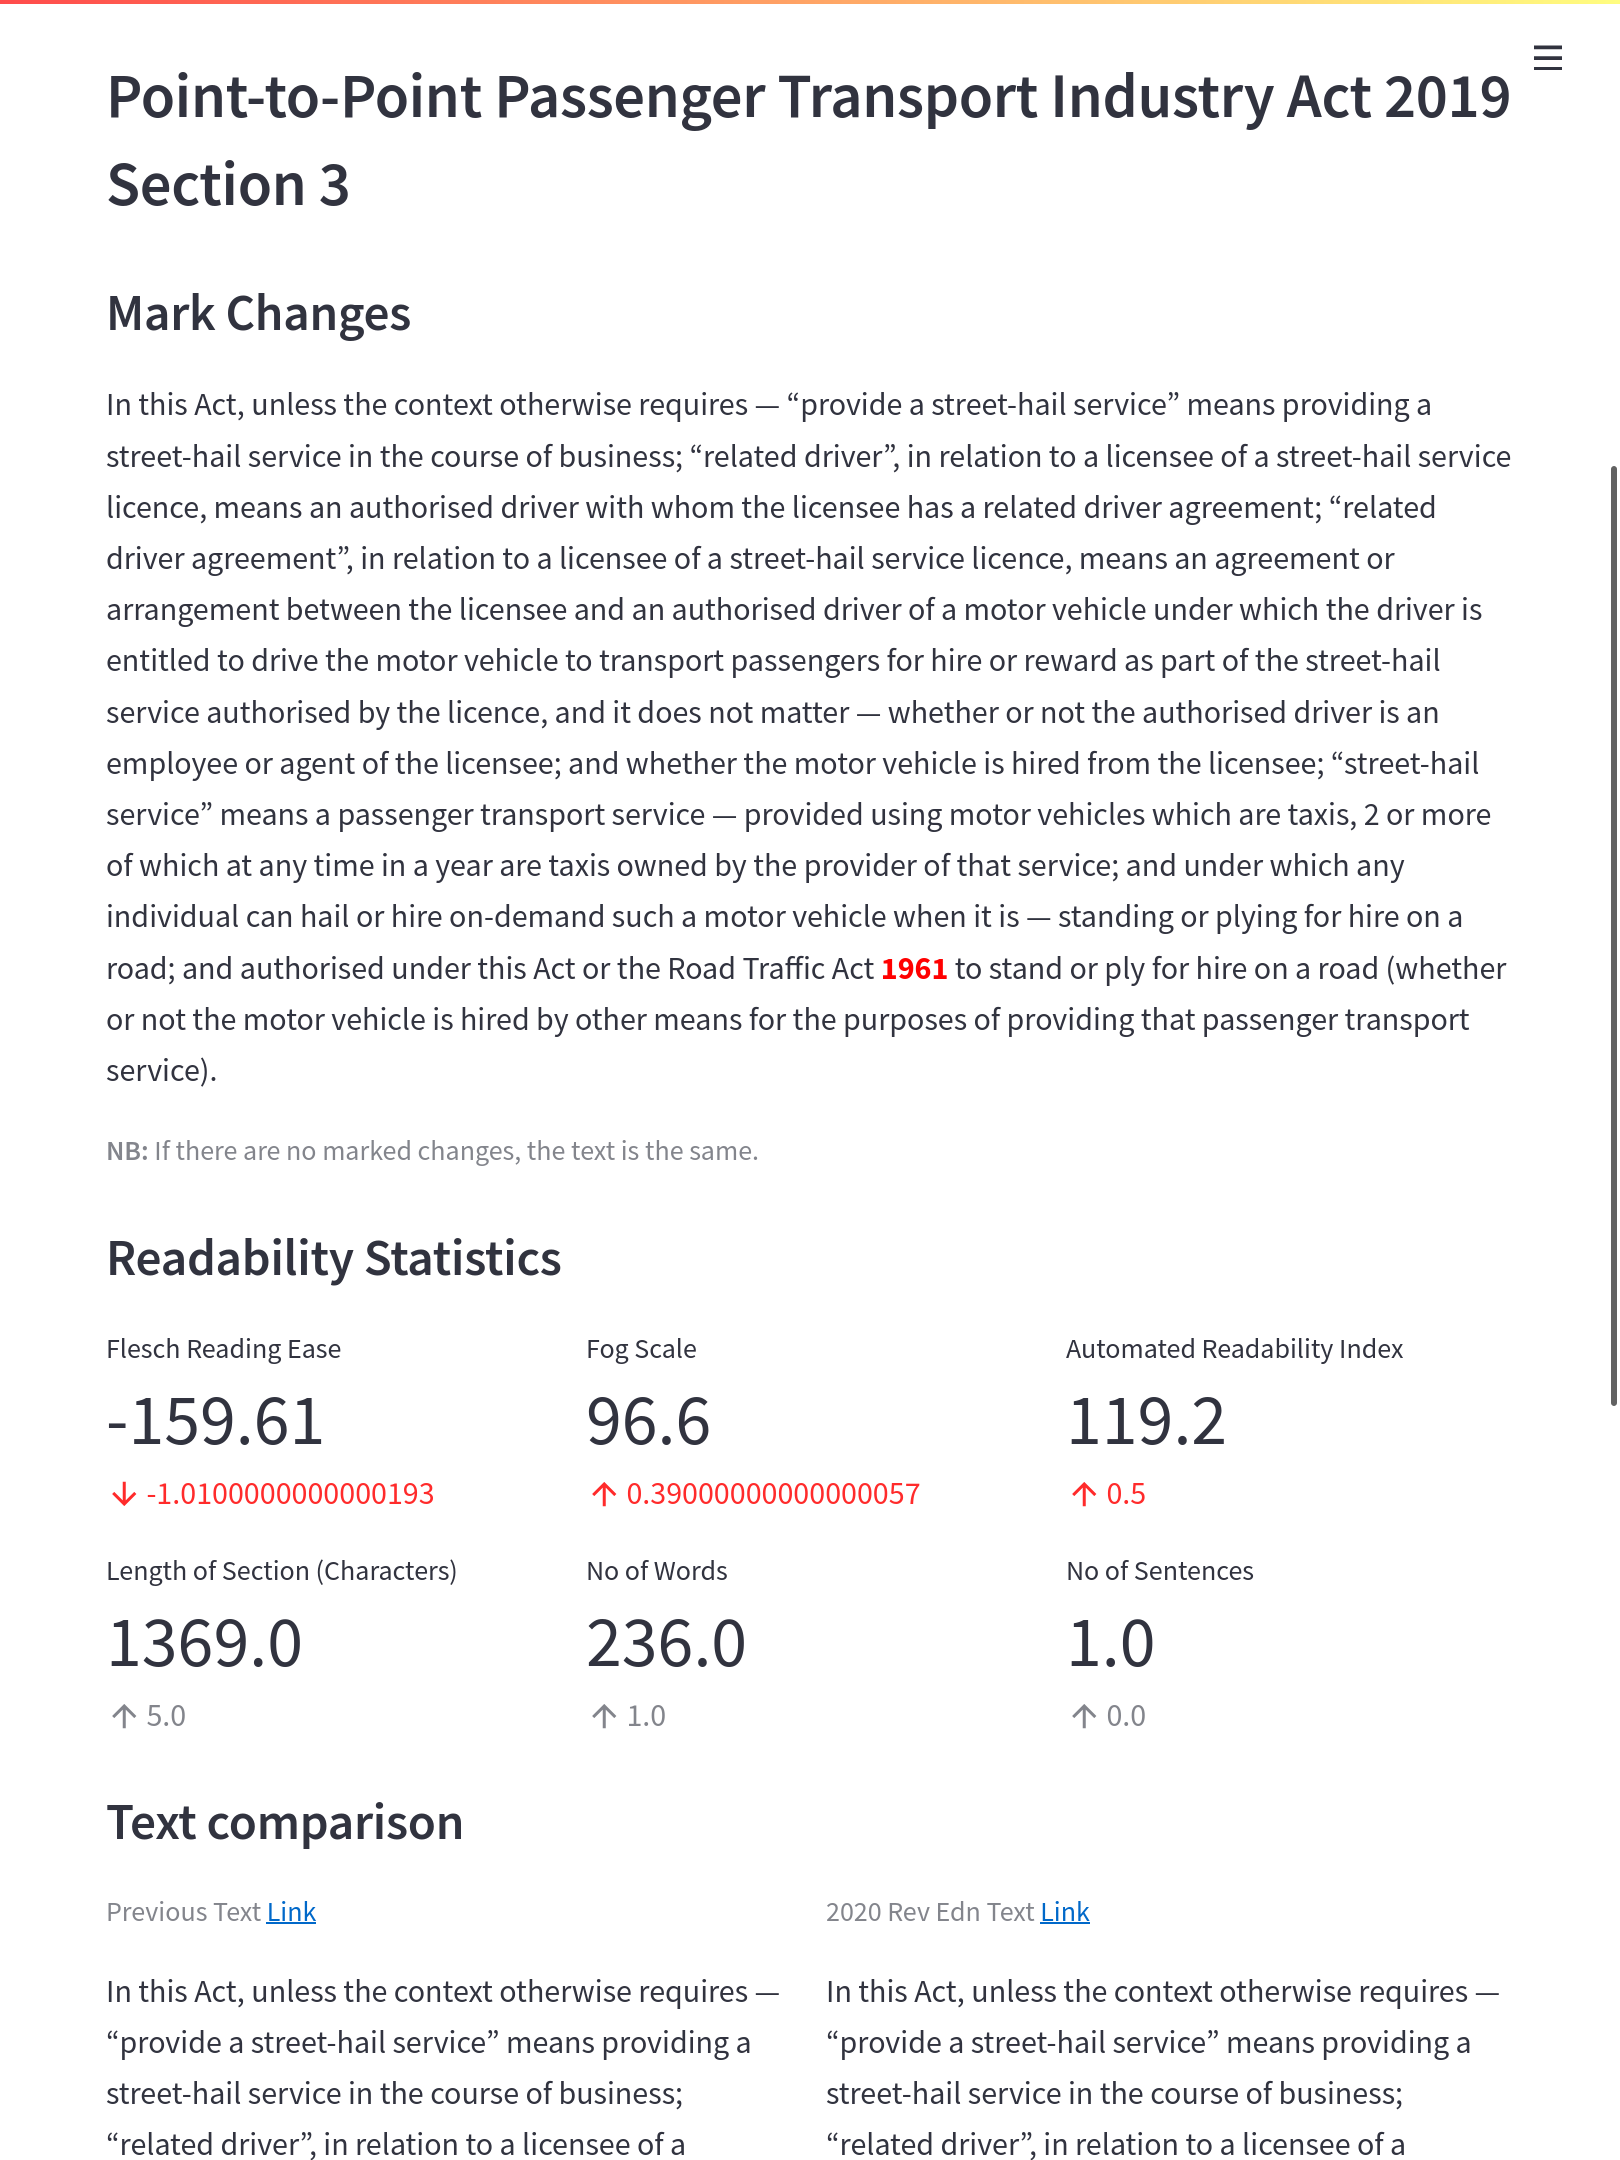 Point-to-Point Passenger Transport Industry Act 2019
Section 3
Mark Changes
In this Act, unless the context otherwise requires — “provide a street-hail service” means providing a
street-hail service in the course of business; “related driver”, in relation to a licensee of a street-hail service
licence, means an authorised driver with whom the licensee has a related driver agreement; “related
driver agreement”, in relation to a licensee of a street-hail service licence, means an agreement or
arrangement between the licensee and an authorised driver of a motor vehicle under which the driver is
entitled to drive the motor vehicle to transport passengers for hire or reward as part of the street-hail
service authorised by the licence, and it does not matter — whether or not the authorised driver is an
employee or agent of the licensee; and whether the motor vehicle is hired from the licensee; “street-hail
service” means a passenger transport service — provided using motor vehicles which are taxis, 2 or more
of which at any time in a year are taxis owned by the provider of that service; and under which any
individual can hail or hire on-demand such a motor vehicle when it is — standing or plying for hire on a
road; and authorised under this Act or the Road Traffic Act 1961 to stand or ply for hire on a road (whether
or not the motor vehicle is hired by other means for the purposes of providing that passenger transport
service).
NB: If there are no marked changes, the text is the same.
Readability Statistics
Flesch Reading Ease
-159.61
↓ -1.0100000000000193
Fog Scale
96.6
↑ 0.39000000000000057
Automated Readability Index
119.2
↑ 0.5
Length of Section (Characters)
1369.0
↑ 5.0
No of Words
236.0
↑ 1.0
No of Sentences
1.0
↑ 0.0
Text comparison
Previous Text Link
In this Act, unless the context otherwise requires —
“provide a street-hail service” means providing a
street-hail service in the course of business;
“related driver”, in relation to a licensee of a
2020 Rev Edn Text Link
In this Act, unless the context otherwise requires —
“provide a street-hail service” means providing a
street-hail service in the course of business;
“related driver”, in relation to a licensee of a